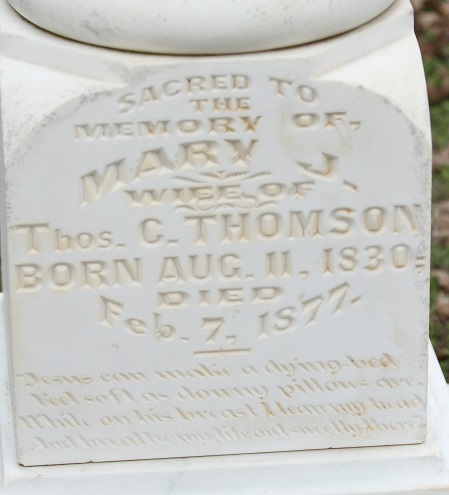 SACRED TO
THE
MEMORY OF,
MARY J,
WIFE OF
Thos. C. THOMSON
BORN AUG. 11, 1830;
DIED
Feb. 7, 1877.
"Jesus can make a dying-bed
Feel soft as downy pillows are,
While on his breast I lean my head
And breathe my life out sweetly there"